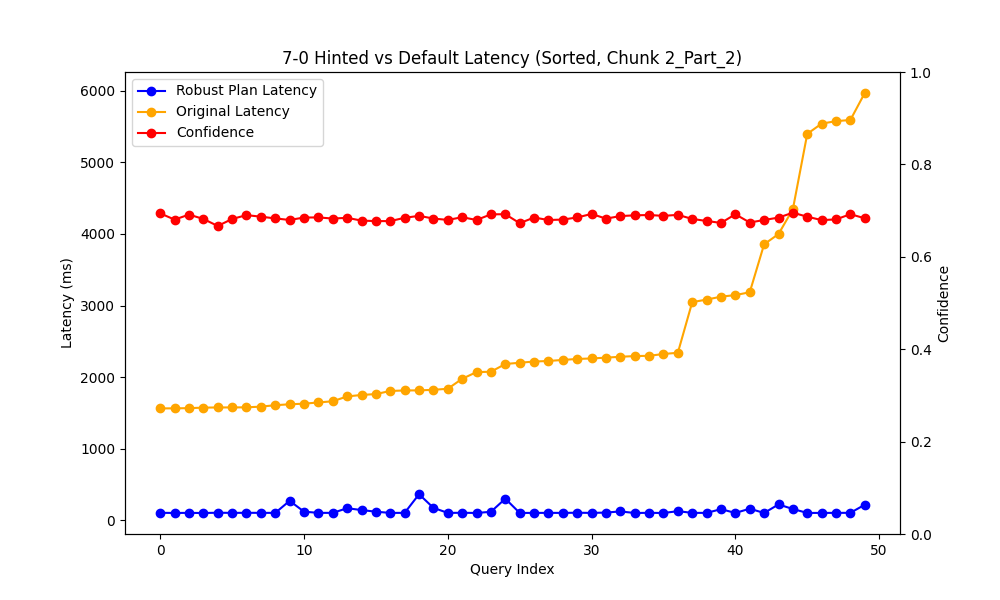 7-0 Hinted vs Default Latency (Sorted, Chunk 2_Part_2)
Robust Plan Latency
Original Latency
Confidence
6000
5000
4000
3000
2000
1000
0
Latency (ms)
1.0
0.8
0.6
0.4
0.2
0.0
Confidence
0 10 20 30 40 50
Query Index